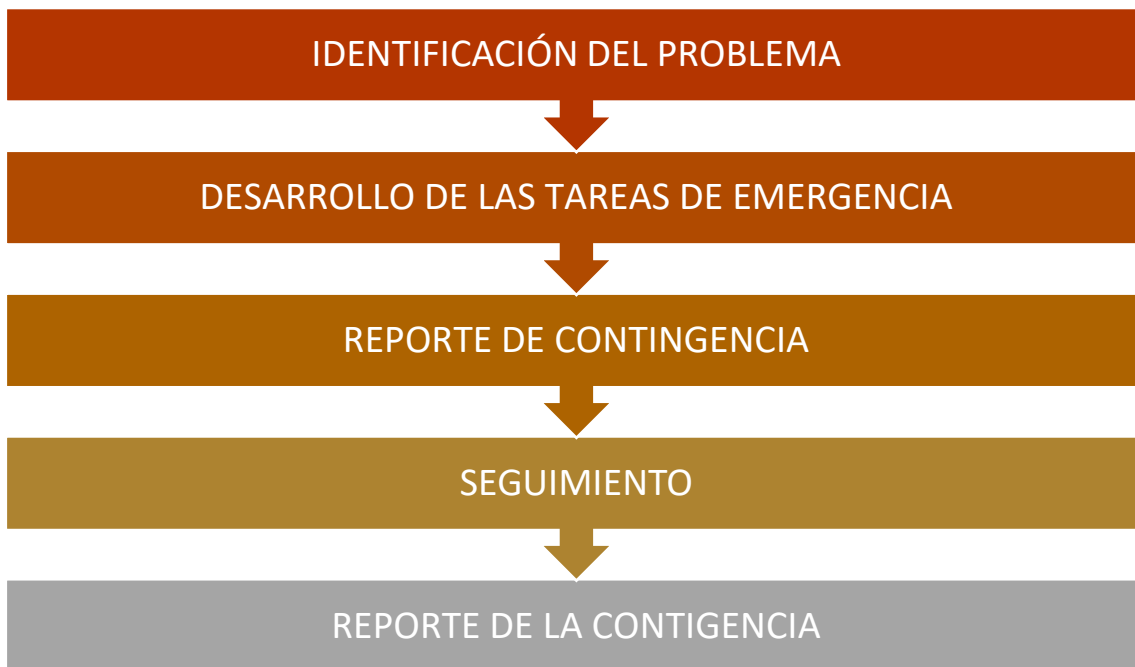 IDENTIFICACIÓN DEL PROBLEMA
DESARROLLO DE LAS TAREAS DE EMERGENCIA
REPORTE DE CONTINGENCIA
SEGUIMIENTO
REPORTE DE LA CONTIGENCIA